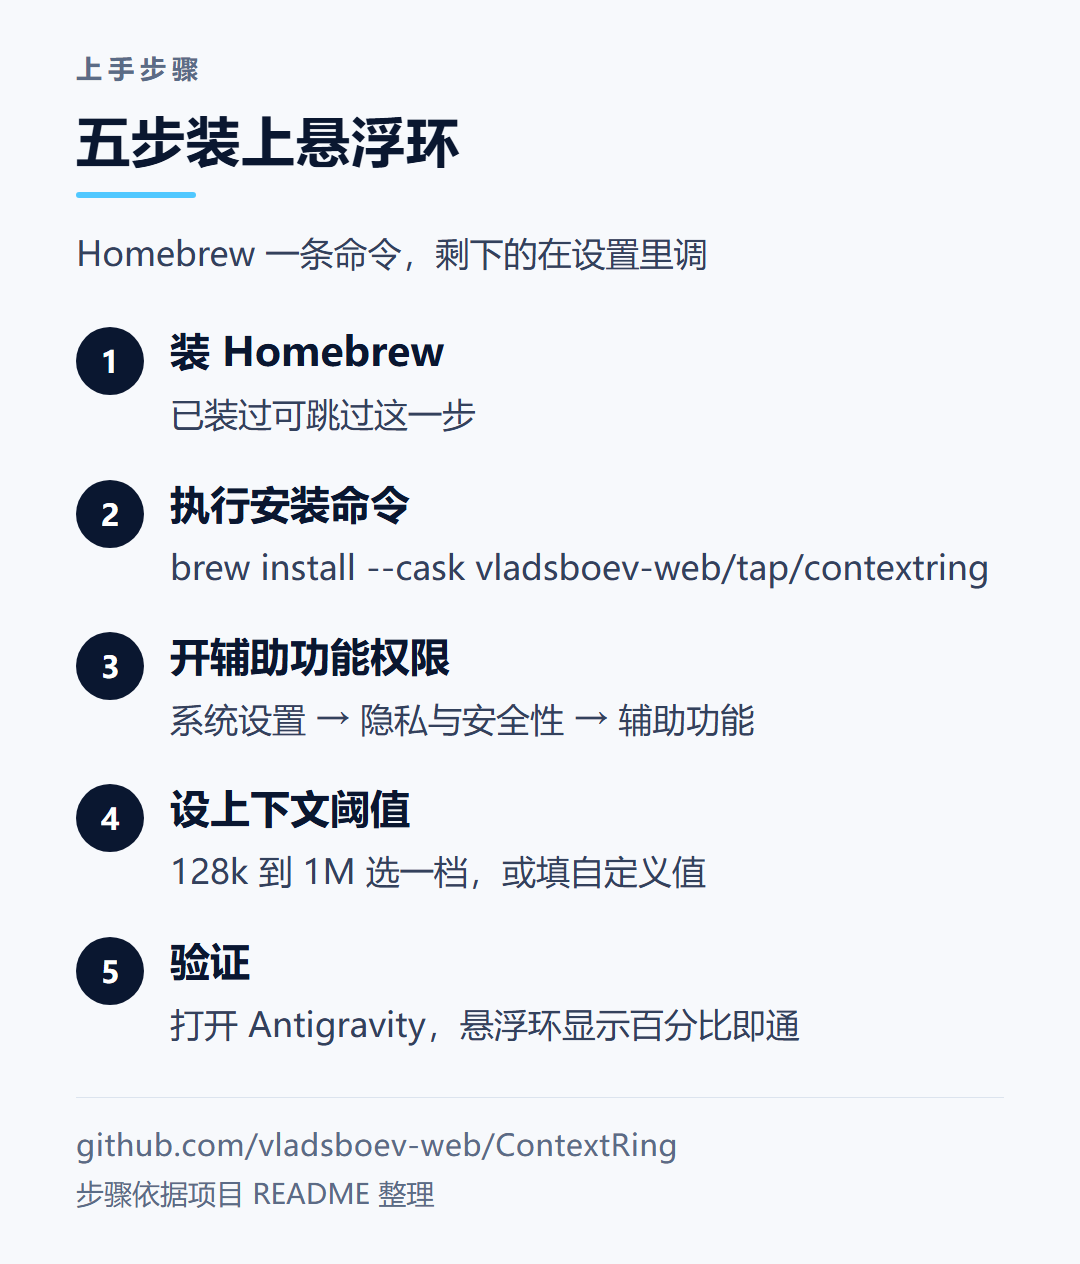 上手步骤
五步装上悬浮环
Homebrew 一条命令，剩下的在设置里调
1
装 Homebrew
已装过可跳过这一步
2
执行安装命令
brew install --cask vladsboev-web/tap/contextring
3
开辅助功能权限
系统设置 → 隐私与安全性 → 辅助功能
4
设上下文阈值
128k 到 1M 选一档，或填自定义值
5
验证
打开 Antigravity，悬浮环显示百分比即通
github.com/vladsboev-web/ContextRing
步骤依据项目 README 整理